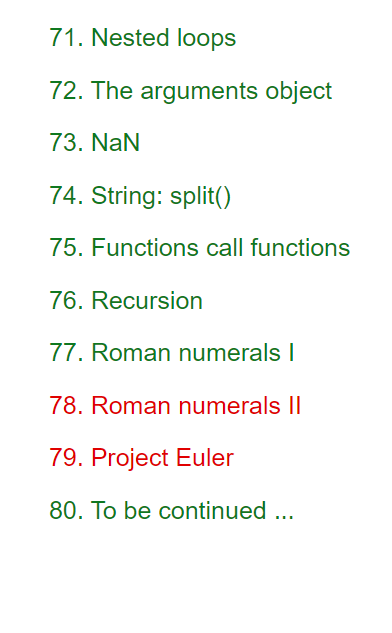 71. Nested loops
72. The arguments object
73. NaN
74. String: split()
75. Functions call functions
76. Recursion
77. Roman numerals I
78. Roman numerals II
79. Project Euler
80. To be continued ...